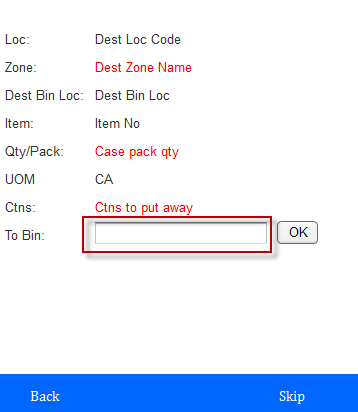 Loc: Dest Loc Code
Zone: Dest Zone Name
Dest Bin Loc: Dest Bin Loc
Item: Item No
Qty/Pack: Case pack qty
UOM CA
Ctns: Ctns to put away
To Bin: OK
Back Skip